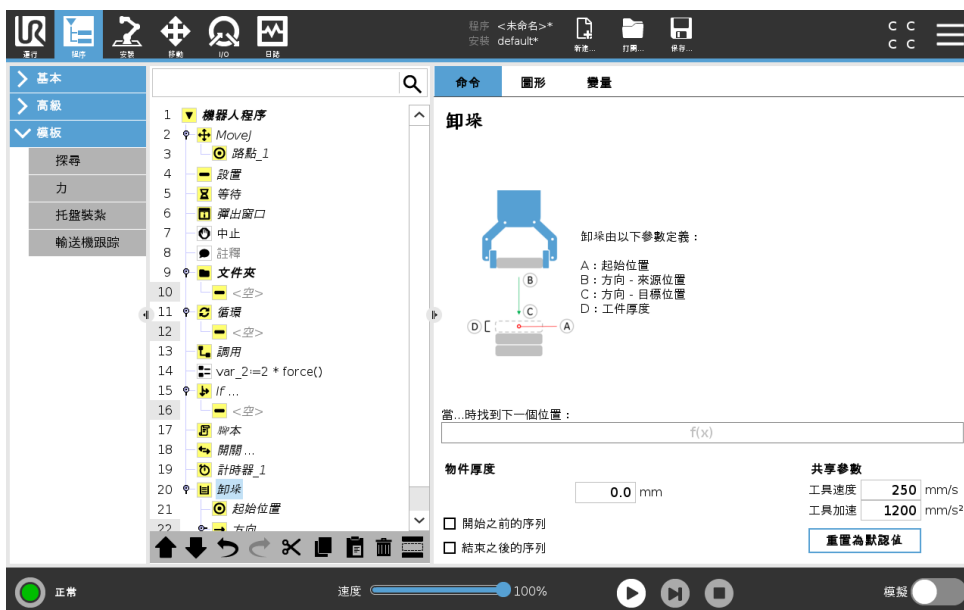 程序 <未命名>*
安裝 default*
運行
程序
安裝
移動
I/O
日誌
新建...
打開...
保存...
C C
C C
基本
高級
模板
探尋
力
托盤裝紮
輸送機跟踪
1 機器人程序
2 MoveJ
3 路點_1
4 設置
5 等待
6 彈出窗口
7 中止
8 註釋
9 文件夾
10 <空>
11 循環
12 <空>
13 調用
14 var_2:=2 * force()
15 If ...
16 <空>
17 腳本
18 開關 ...
19 計時器_1
20 卸垛
21 起始位置
22 方向
命令 圖形 變量
卸垛
卸垛由以下參數定義：
A：起始位置
B：方向 - 來源位置
C：方向 - 目標位置
D：工件厚度
B
C
D
A
當...時找到下一個位置：
f(x)
物件厚度
0.0 mm
開始之前的序列
結束之後的序列
共享參數
工具速度 250 mm/s
工具加速 1200 mm/s²
重置為默認值
正常
速度 100%
模擬